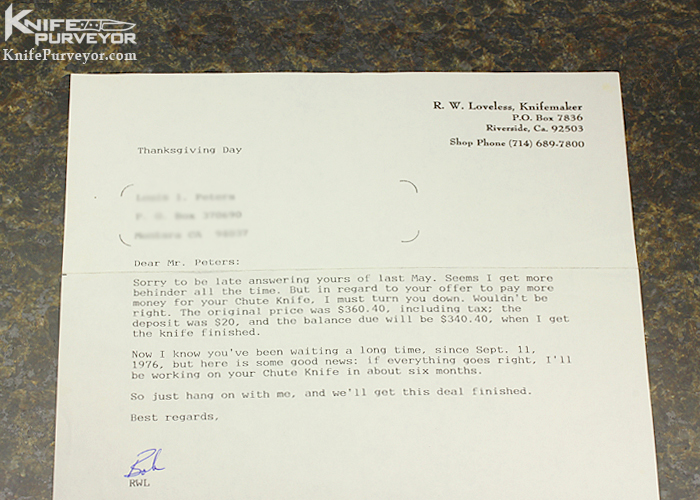 KNIFE
PURVEYOR
.COM
KnifePurveyor.com
R. W. Loveless, Knifemaker
P.O. Box 7836
Riverside, Ca. 92503
Shop Phone (714) 689-7800
Thanksgiving Day
Dear Mr. Peters:
Sorry to be late answering yours of last May. Seems I get more
behinder all the time. But in regard to your offer to pay more
money for your Chute Knife, I must turn you down. Wouldn't be
right. The original price was $360.40, including tax; the
deposit was $20, and the balance due will be $340.40, when I get
the knife finished.
Now I know you've been waiting a long time, since Sept. 11,
1976, but here is some good news: if everything goes right, I'll
be working on your Chute Knife in about six months.
So just hang on with me, and we'll get this deal finished.
Best regards,
Bob
RWL